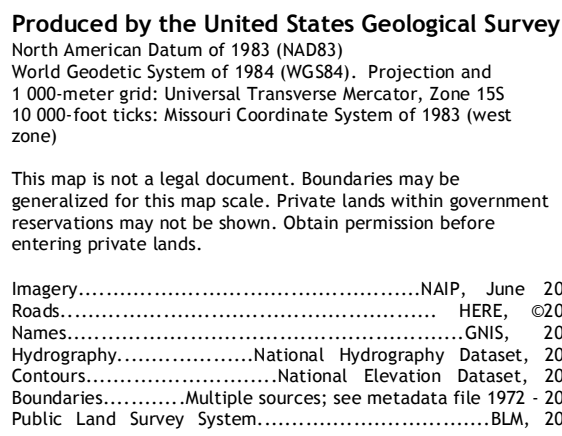 Produced by the United States Geological Survey
North American Datum of 1983 (NAD83)
World Geodetic System of 1984 (WGS84). Projection and
1 000-meter grid: Universal Transverse Mercator, Zone 15S
10 000-foot ticks: Missouri Coordinate System of 1983 (west
zone)
This map is not a legal document. Boundaries may be
generalized for this map scale. Private lands within government
reservations may not be shown. Obtain permission before
entering private lands.
Imagery.................................................NAIP, June 20
Roads...................................................... HERE, ©20
Names.........................................................GNIS, 20
Hydrography....................National Hydrography Dataset, 20
Contours............................National Elevation Dataset, 20
Boundaries............Multiple sources; see metadata file 1972 - 20
Public Land Survey System..................................BLM, 20